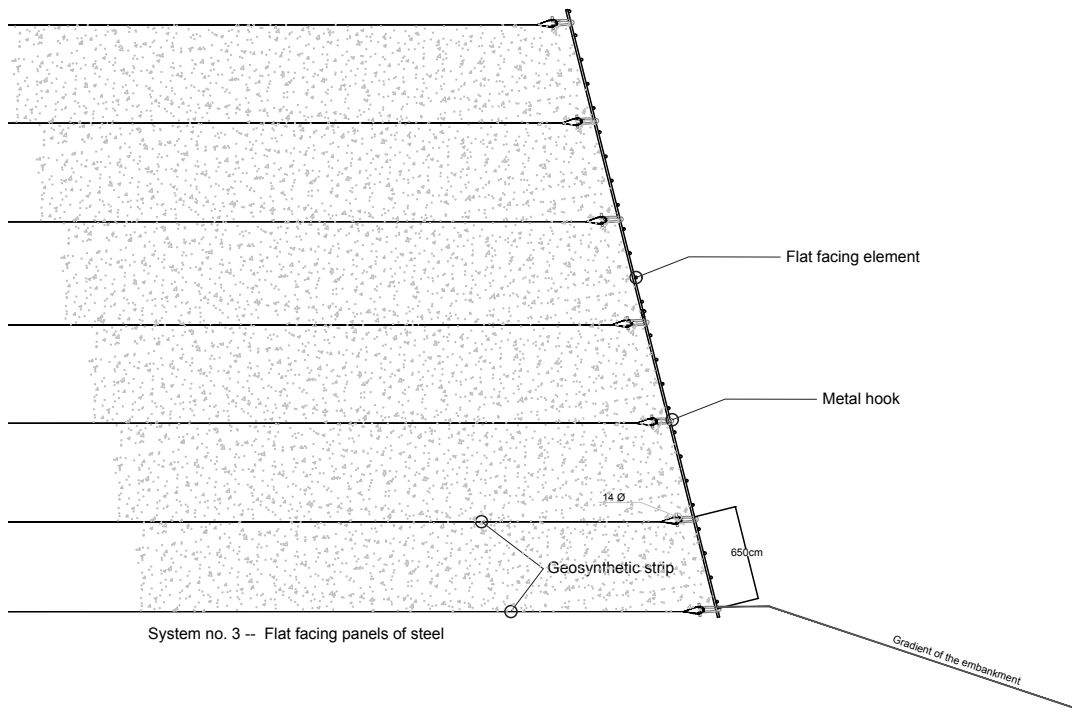 Flat facing element
Metal hook
14 Ø
650cm
Geosynthetic strip
System no. 3 -- Flat facing panels of steel
Gradient of the embankment